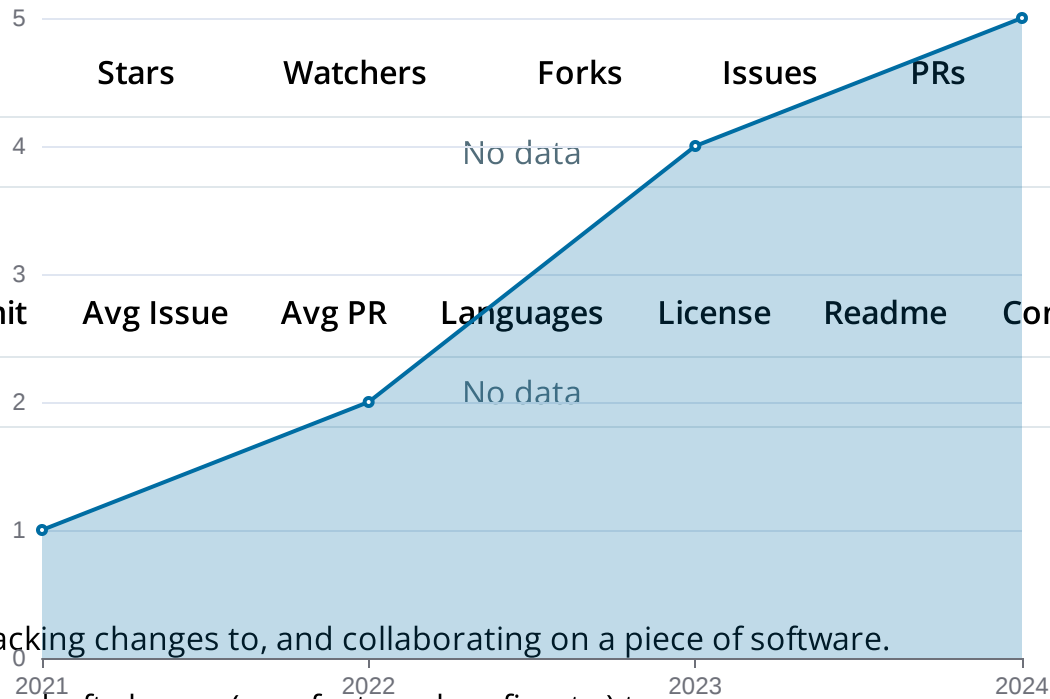 5
Stars Watchers Forks Issues PRs
4 No data
3
Avg Issue Avg PR Languages License Readme
No data
2
1
changes to, and collaborating on a piece of software.
0
2021 2022 2023 2024